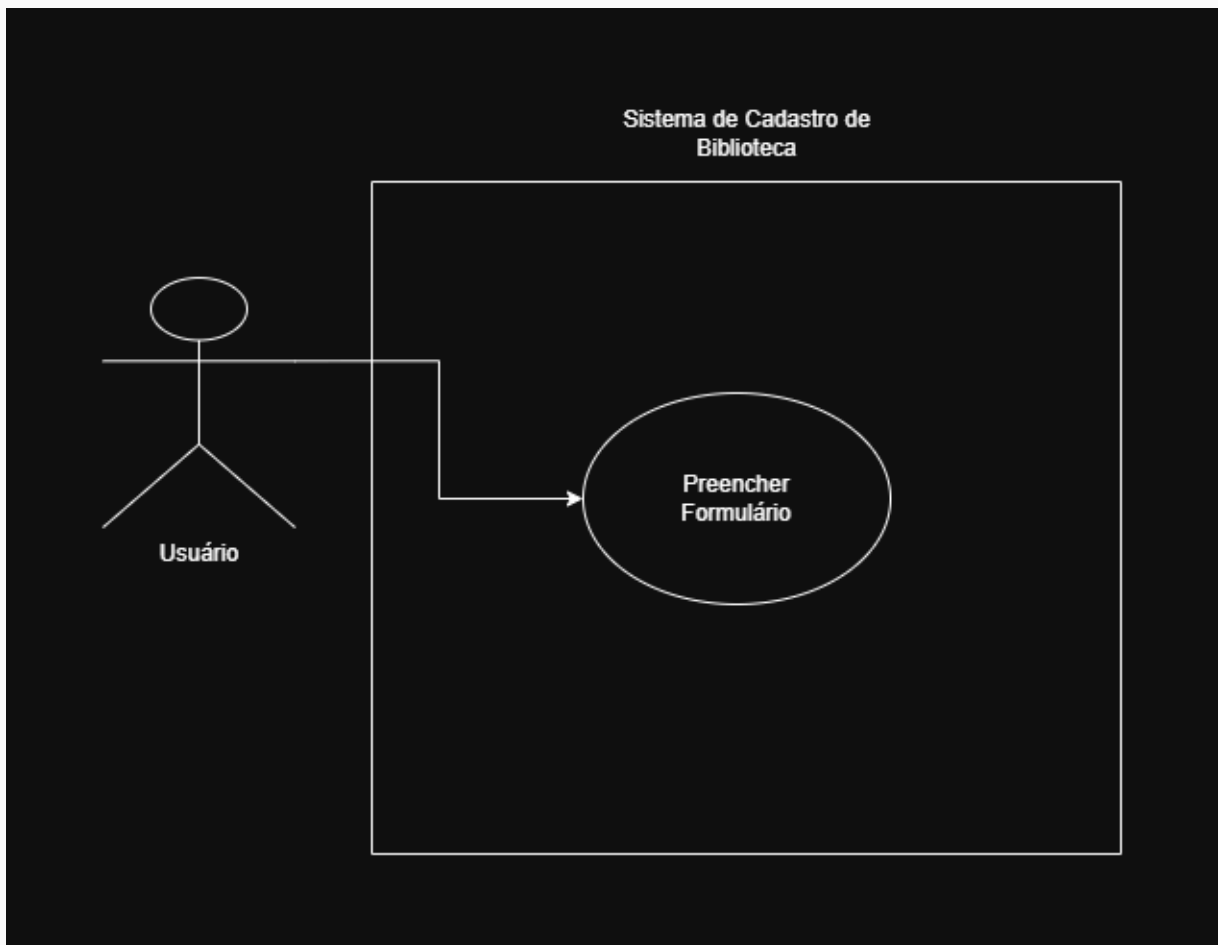 Sistema de Cadastro de
Biblioteca
Preencher
Formulário
Usuário